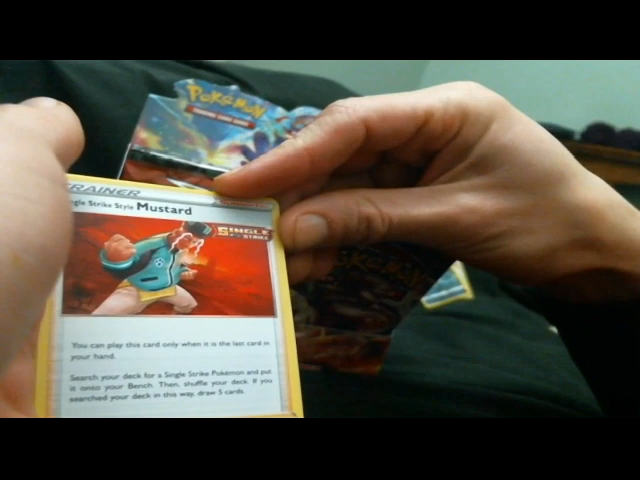 POKéMON
TRAINER
Single Strike Style Mustard
SINGLE
STRIKE
You can play this card only when it is the last card in
your hand.
Search your deck for a Single Strike Pokémon and put
it onto your Bench. Then, shuffle your deck. If you
searched your deck in this way, draw 5 cards.
POKéMON